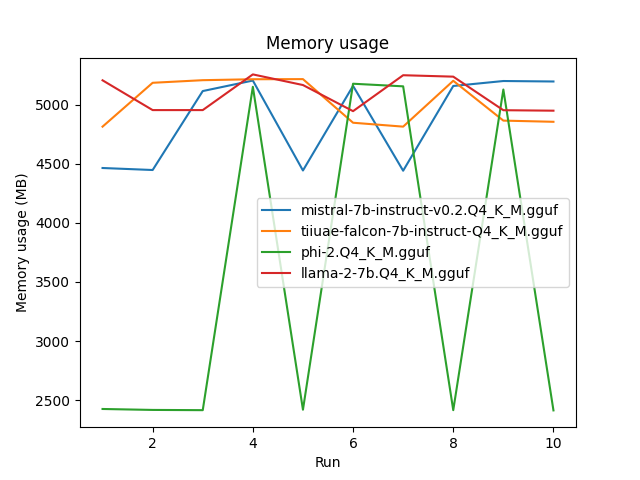 Memory usage
Memory usage (MB)
5000
4500
4000
3500
3000
2500
mistral-7b-instruct-v0.2.Q4_K_M.gguf
tiiuae-falcon-7b-instruct-Q4_K_M.gguf
phi-2.Q4_K_M.gguf
llama-2-7b.Q4_K_M.gguf
2 4 6 8 10
Run